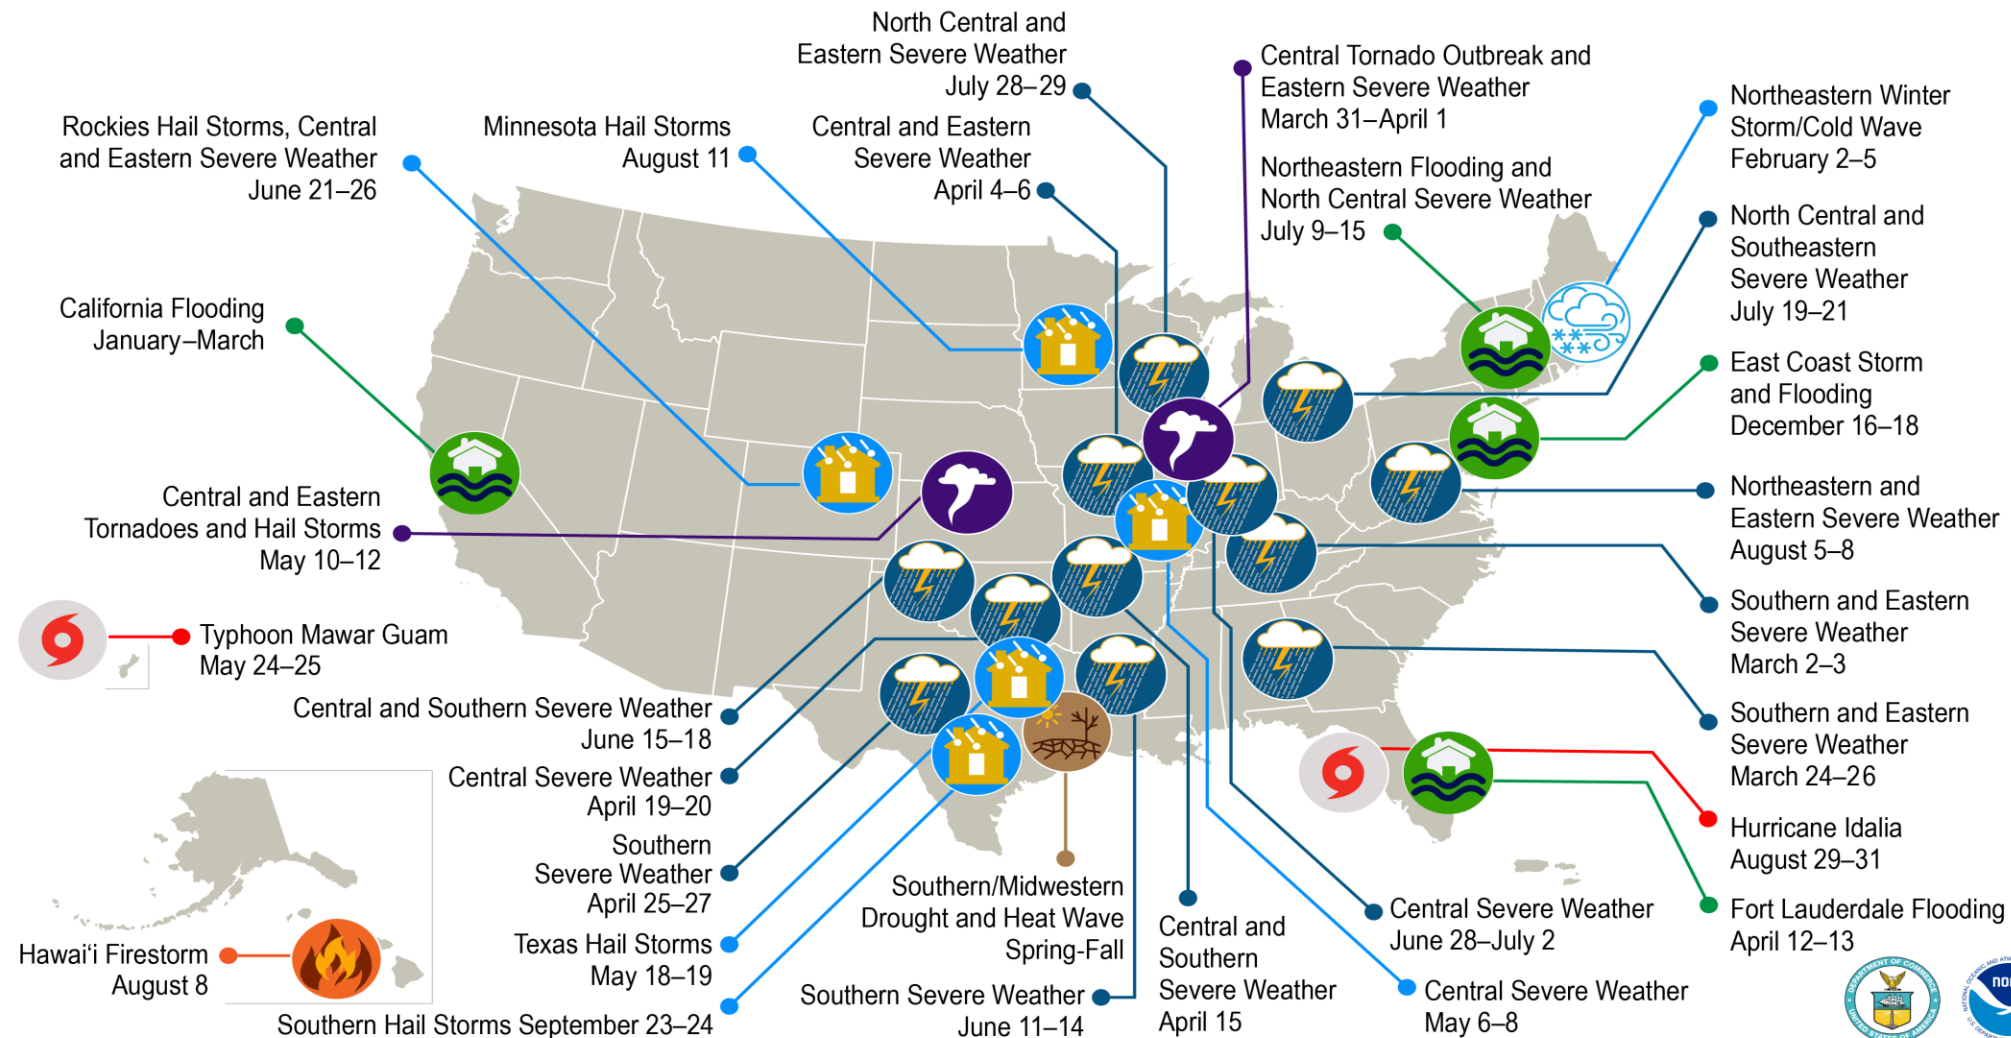 North Central and
Eastern Severe Weather
July 28–29
Central Tornado Outbreak and
Eastern Severe Weather
March 31–April 1
Northeastern Winter
Storm/Cold Wave
February 2–5
Rockies Hail Storms, Central
and Eastern Severe Weather
June 21–26
Minnesota Hail Storms
August 11
Central and Eastern
Severe Weather
April 4–6
Northeastern Flooding and
North Central Severe Weather
July 9–15
North Central and
Southeastern
Severe Weather
July 19–21
California Flooding
January–March
East Coast Storm
and Flooding
December 16–18
Central and Eastern
Tornadoes and Hail Storms
May 10–12
Northeastern and
Eastern Severe Weather
August 5–8
Southern and Eastern
Severe Weather
March 2–3
Typhoon Mawar Guam
May 24–25
Southern and Eastern
Severe Weather
March 24–26
Central and Southern Severe Weather
June 15–18
Central Severe Weather
April 19–20
Hurricane Idalia
August 29–31
Southern
Severe Weather
April 25–27
Southern/Midwestern
Drought and Heat Wave
Spring-Fall
Central and
Southern
Severe Weather
April 15
Central Severe Weather
June 28–July 2
Fort Lauderdale Flooding
April 12–13
Hawaiʻi Firestorm
August 8
Texas Hail Storms
May 18–19
Southern Severe Weather
June 11–14
Central Severe Weather
May 6–8
Southern Hail Storms September 23–24
DEPARTMENT OF COMMERCE
UNITED STATES OF AMERICA